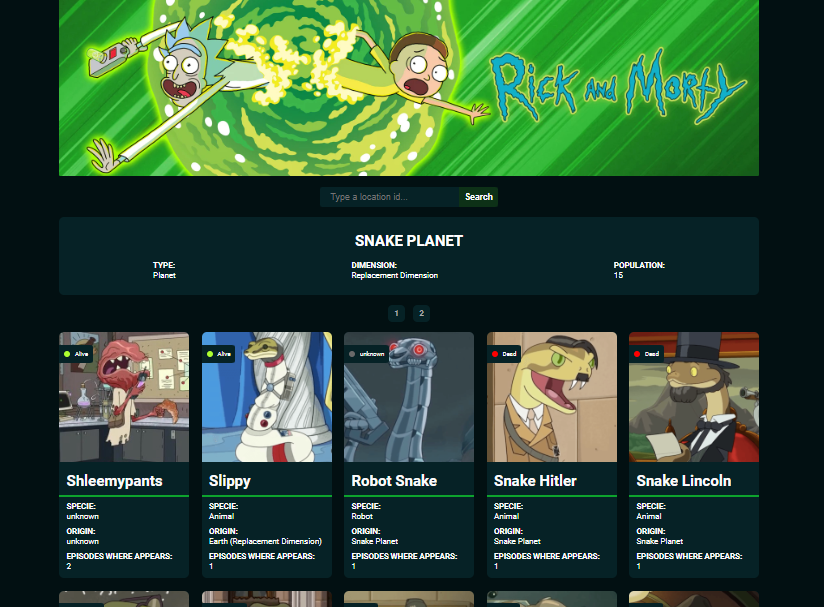 Rick and Morty
Type a location id...
Search
SNAKE PLANET
TYPE:
Planet
DIMENSION:
Replacement Dimension
POPULATION:
15
1
2
Alive
Alive
unknown
Dead
Dead
Shleemypants
SPECIE:
unknown
ORIGIN:
unknown
EPISODES WHERE APPEARS:
2
Slippy
SPECIE:
Animal
ORIGIN:
Earth (Replacement Dimension)
EPISODES WHERE APPEARS:
1
Robot Snake
SPECIE:
Robot
ORIGIN:
Snake Planet
EPISODES WHERE APPEARS:
1
Snake Hitler
SPECIE:
Animal
ORIGIN:
Snake Planet
EPISODES WHERE APPEARS:
1
Snake Lincoln
SPECIE:
Animal
ORIGIN:
Snake Planet
EPISODES WHERE APPEARS:
1